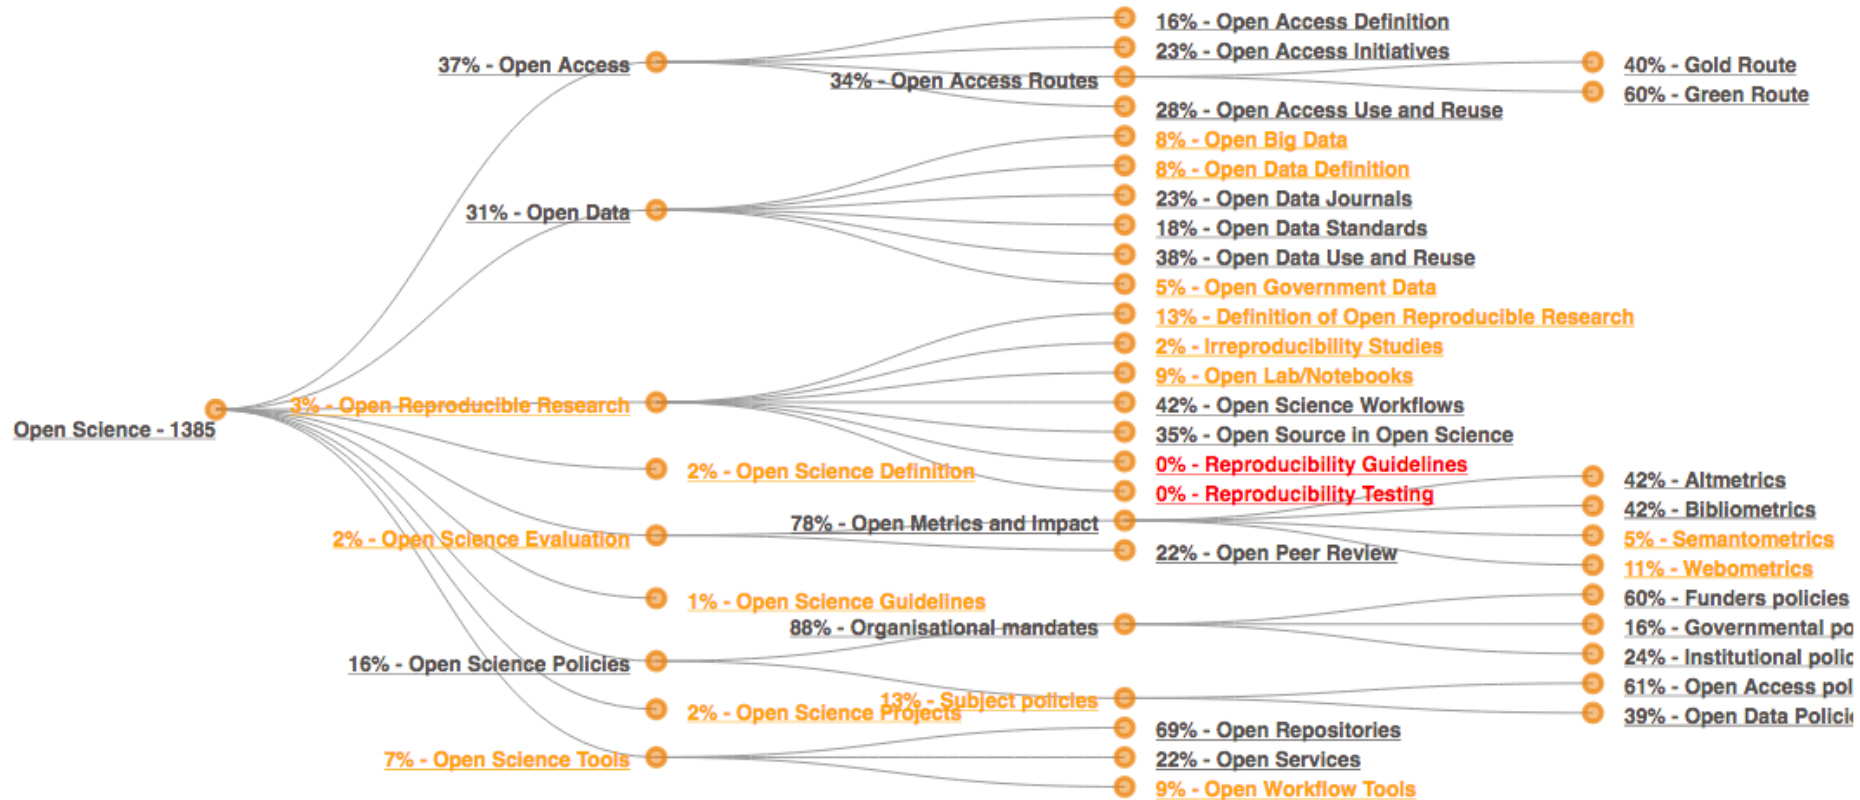 16% - Open Access Definition
23% - Open Access Initiatives
37% - Open Access
40% - Gold Route
34% - Open Access Routes
60% - Green Route
28% - Open Access Use and Reuse
8% - Open Big Data
8% - Open Data Definition
23% - Open Data Journals
31% - Open Data
18% - Open Data Standards
38% - Open Data Use and Reuse
5% - Open Government Data
13% - Definition of Open Reproducible Research
2% - Irreproducibility Studies
9% - Open Lab/Notebooks
3% - Open Reproducible Research
42% - Open Science Workflows
Open Science - 1385
35% - Open Source in Open Science
0% - Reproducibility Guidelines
2% - Open Science Definition
42% - Altmetrics
0% - Reproducibility Testing
42% - Bibliometrics
78% - Open Metrics and Impact
2% - Open Science Evaluation
5% - Semantometrics
22% - Open Peer Review
11% - Webometrics
1% - Open Science Guidelines
60% - Funders policies
88% - Organisational mandates
16% - Governmental po
24% - Institutional polic
16% - Open Science Policies
61% - Open Access pol
13% - Subject policies
2% - Open Science Projects
39% - Open Data Polici
69% - Open Repositories
7% - Open Science Tools
22% - Open Services
9% - Open Workflow Tools